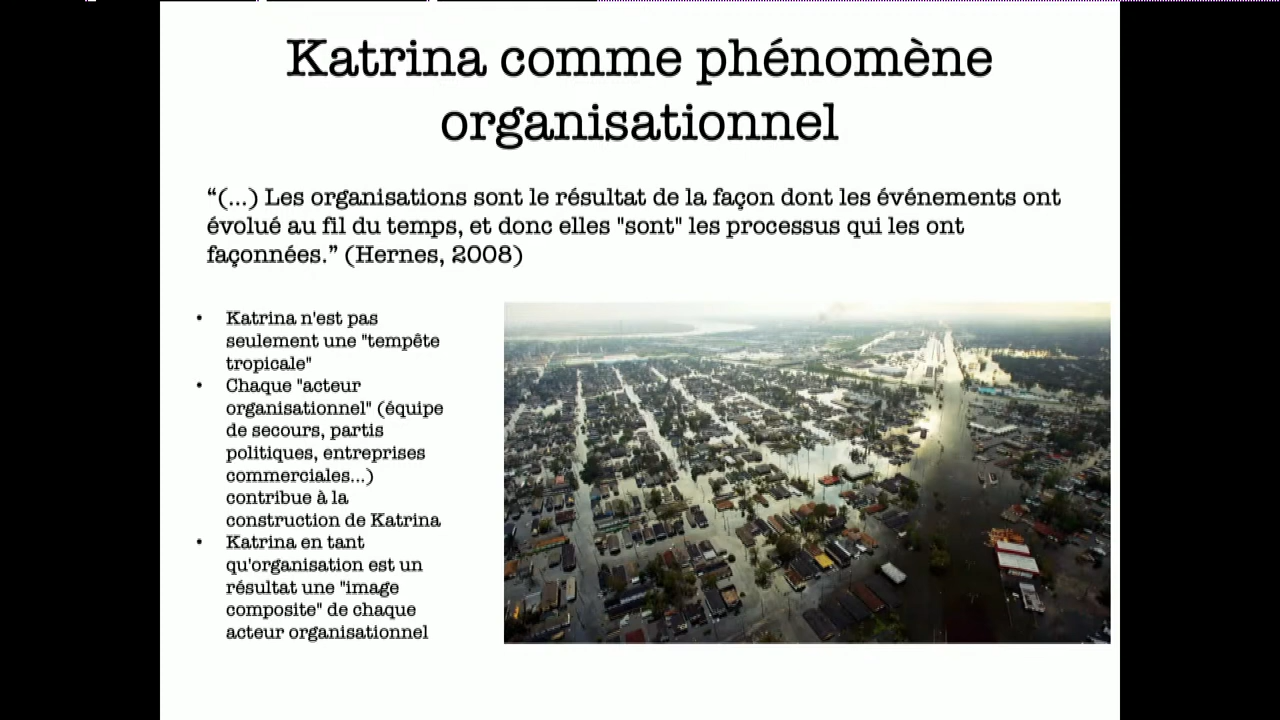 Katrina comme phénomène
organisationnel
“(...) Les organisations sont le résultat de la façon dont les événements ont
évolué au fil du temps, et donc elles "sont" les processus qui les ont
façonnées.” (Hernes, 2008)
• Katrina n'est pas
seulement une "tempête
tropicale"
• Chaque "acteur
organisationnel" (équipe
de secours, partis
politiques, entreprises
commerciales...)
contribue à la
construction de Katrina
• Katrina en tant
qu'organisation est un
résultat une "image
composite" de chaque
acteur organisationnel